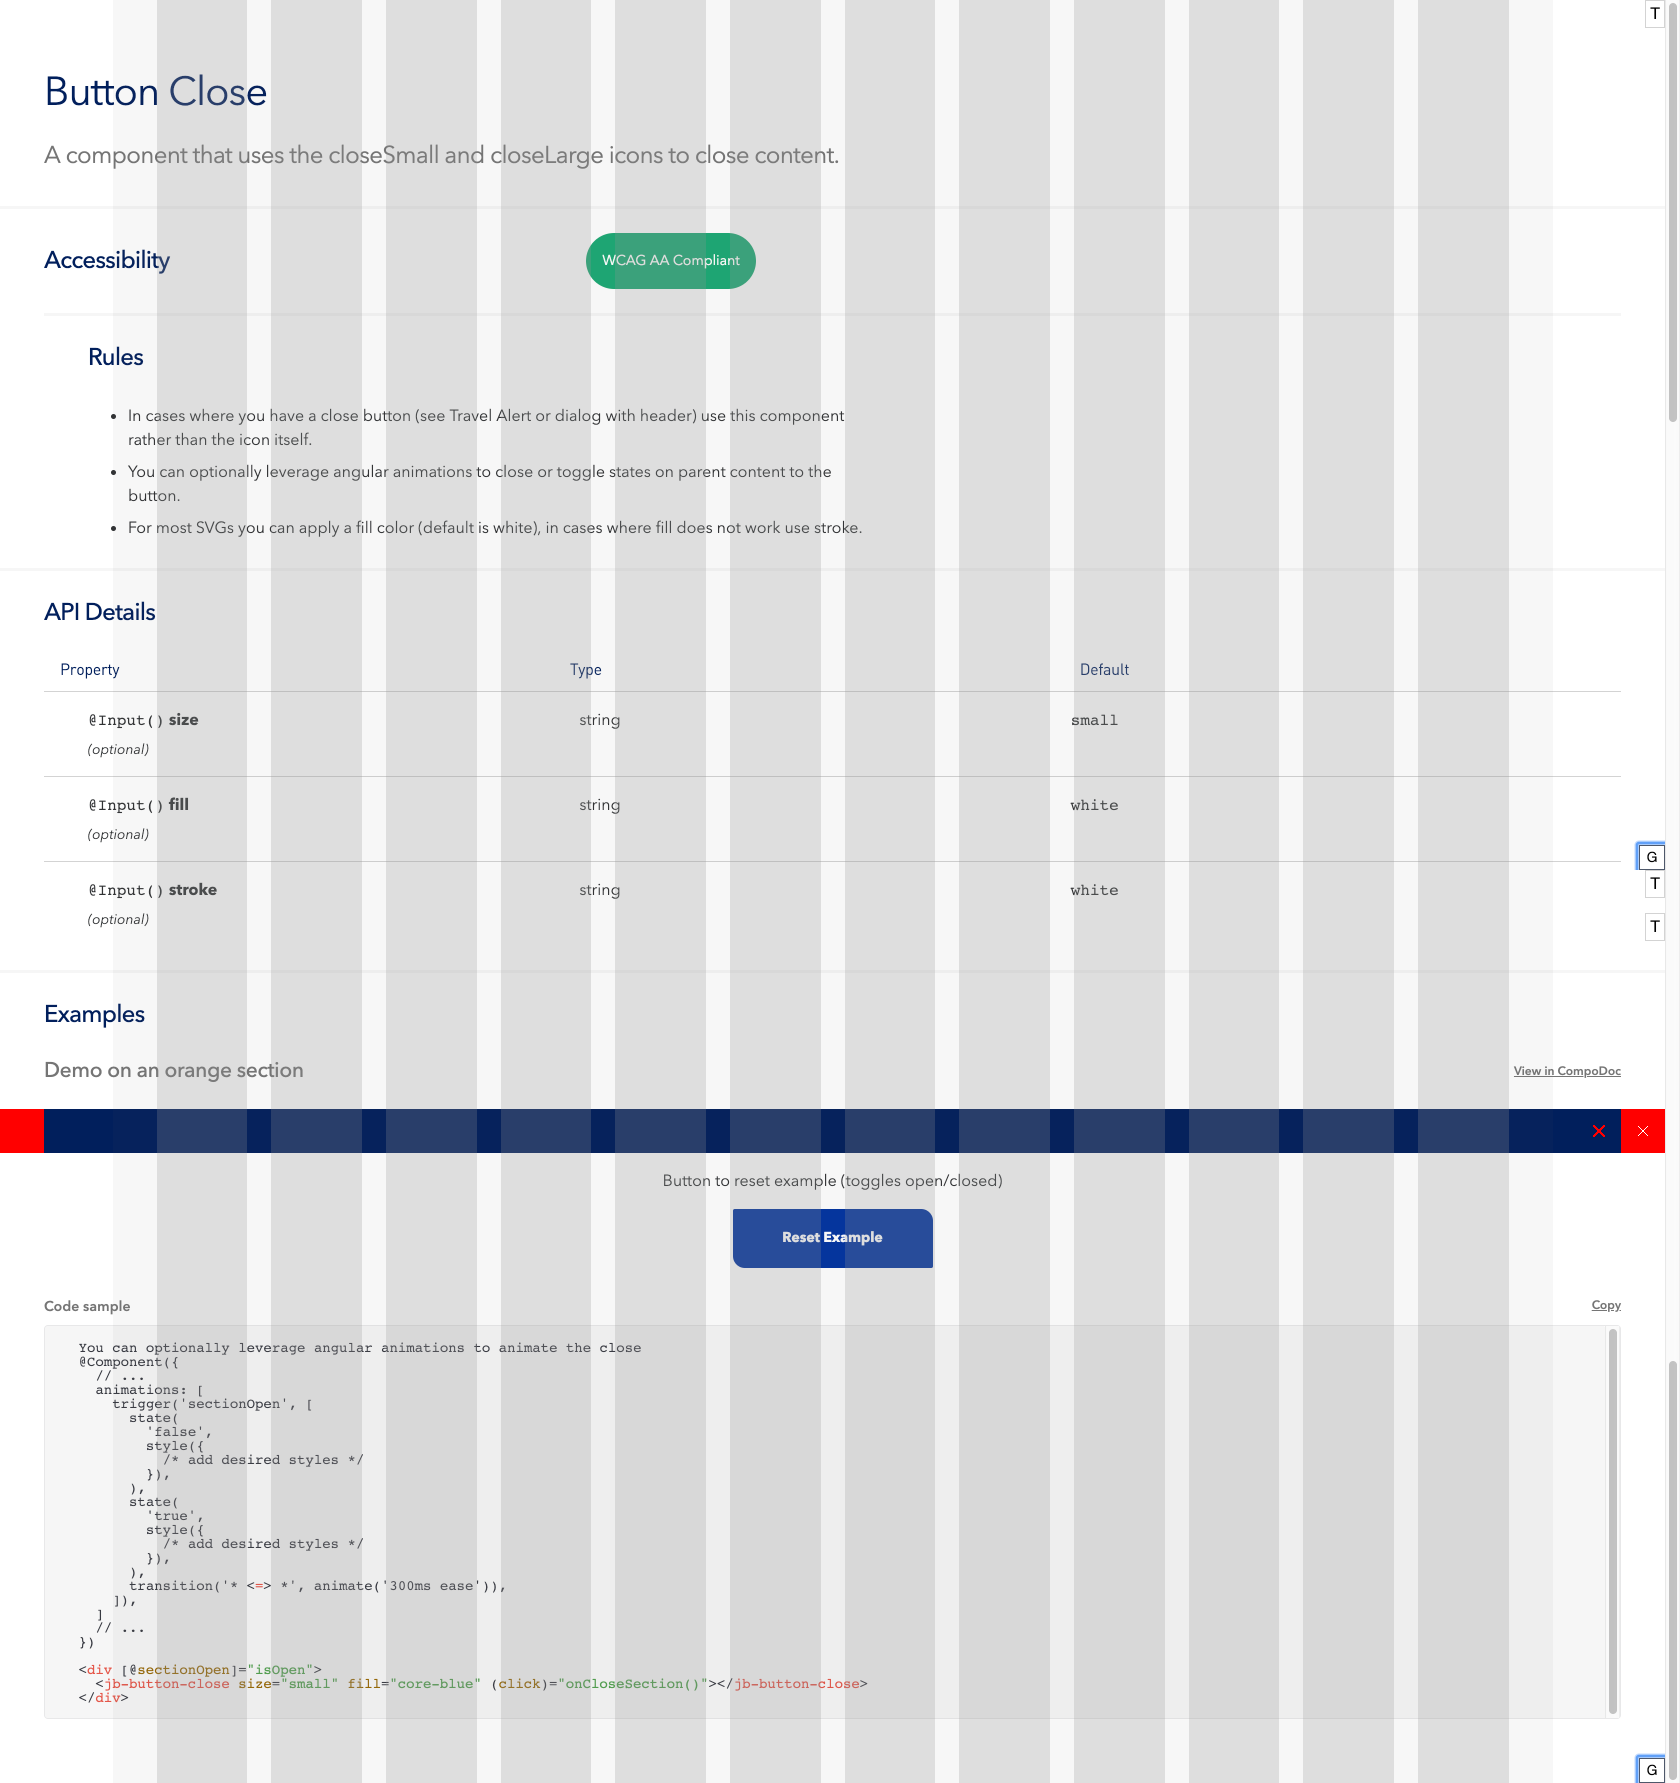 T
Button Close
A component that uses the closeSmall and closeLarge icons to close content.
Accessibility
WCAG AA Compliant
Rules
• In cases where you have a close button (see Travel Alert or dialog with header) use this component
rather than the icon itself.
• You can optionally leverage angular animations to close or toggle states on parent content to the
button.
• For most SVGs you can apply a fill color (default is white), in cases where fill does not work use stroke.
API Details
Property Type Default
@Input() size string small
(optional)
@Input() fill string white
(optional)
G
T
@Input() stroke string white
(optional)
T
Examples
Demo on an orange section
View in CompoDoc
Button to reset example (toggles open/closed)
Reset Example
Code sample
Copy
You can optionally leverage angular animations to animate the close
@Component({
  // ...
  animations: [
    trigger('sectionOpen', [
      state(
        'false',
        style({
          /* add desired styles */
        }),
      ),
      state(
        'true',
        style({
          /* add desired styles */
        }),
      ),
      transition('* <=> *', animate('300ms ease')),
    ]),
  ]
  // ...
})
<div [@sectionOpen]="isOpen">
  <jb-button-close size="small" fill="core-blue" (click)="onCloseSection()"></jb-button-close>
</div>
G